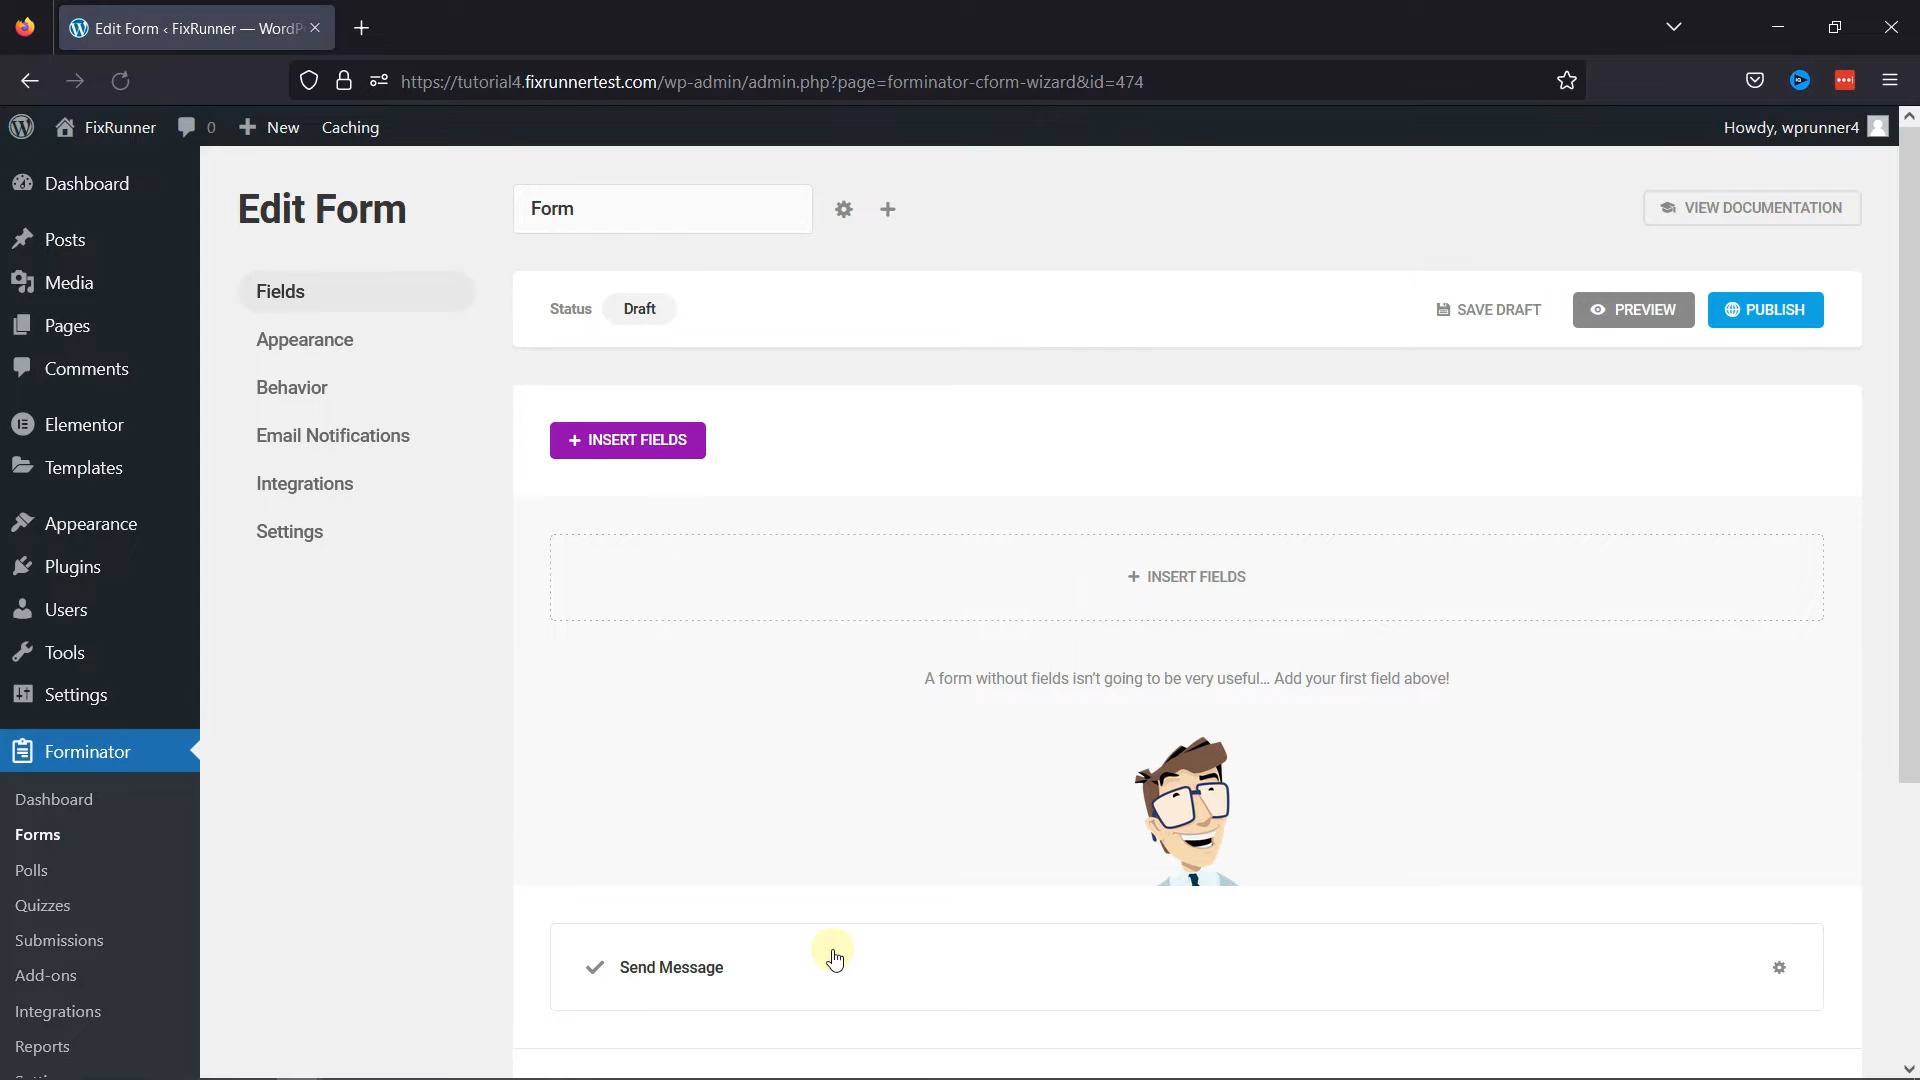 Edit Form ‹ FixRunner — WordP
https://tutorial4.fixrunnertest.com/wp-admin/admin.php?page=forminator-cform-wizard&id=474
FixRunner
0
New
Caching
Howdy, wprunner4
Dashboard
Posts
Media
Pages
Comments
Elementor
Templates
Appearance
Plugins
Users
Tools
Settings
Forminator
Dashboard
Forms
Polls
Quizzes
Submissions
Add-ons
Integrations
Reports
Edit Form
Form
VIEW DOCUMENTATION
Fields
Appearance
Behavior
Email Notifications
Integrations
Settings
Status Draft
SAVE DRAFT
PREVIEW
PUBLISH
+ INSERT FIELDS
+ INSERT FIELDS
A form without fields isn't going to be very useful... Add your first field above!
Send Message